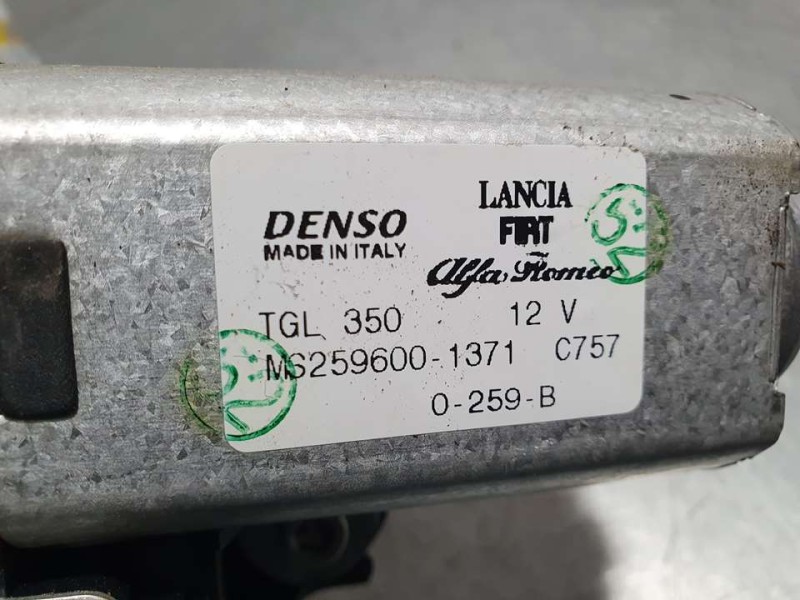 DENSO
MADE IN ITALY
LANCIA
FIAT
Alfa Romeo
TGL 350 12 V
MS259600-1371 C757
0-259-B